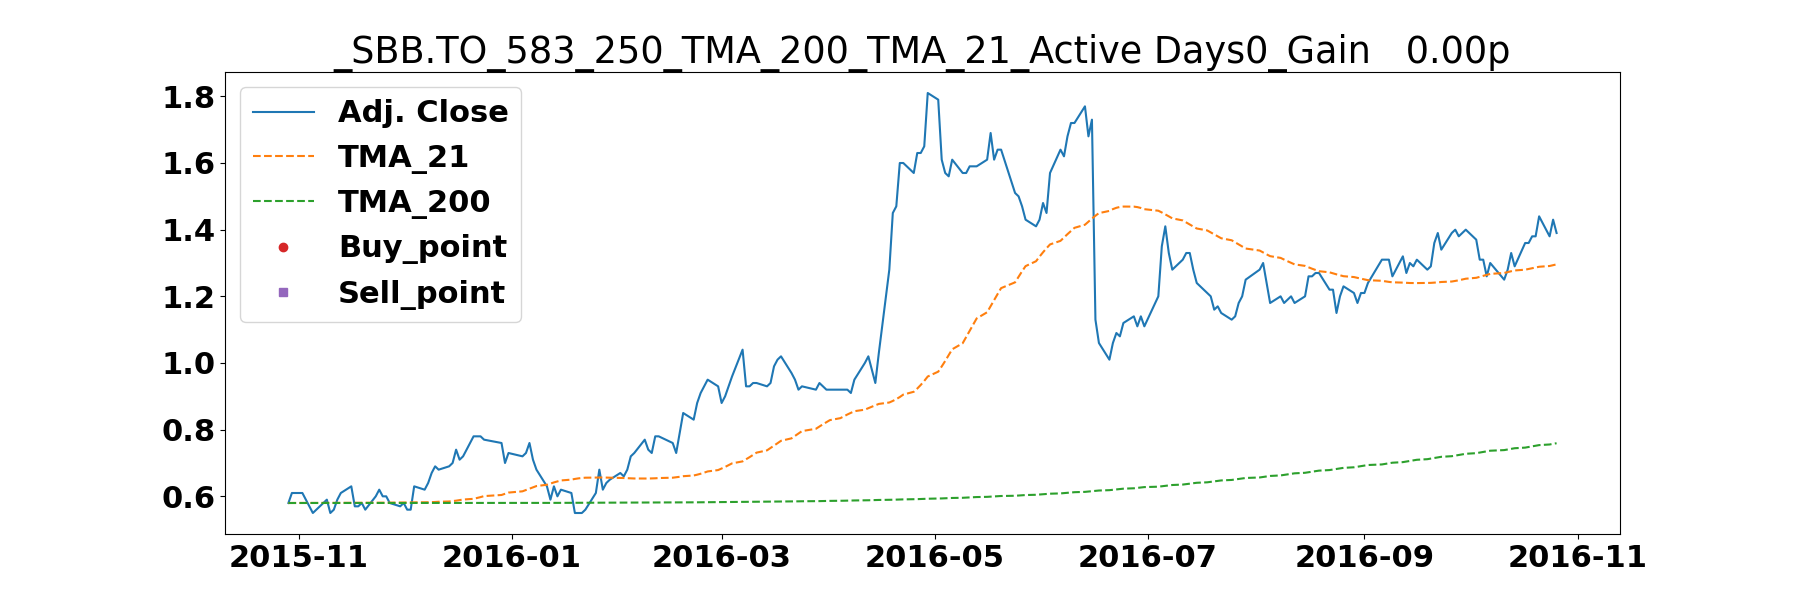 _SBB.TO_583_250_TMA_200_TMA_21_Active Days0_Gain   0.00p
Adj. Close
TMA_21
TMA_200
Buy_point
Sell_point
1.8
1.6
1.4
1.2
1.0
0.8
0.6
2015-11 2016-01 2016-03 2016-05 2016-07 2016-09 2016-11